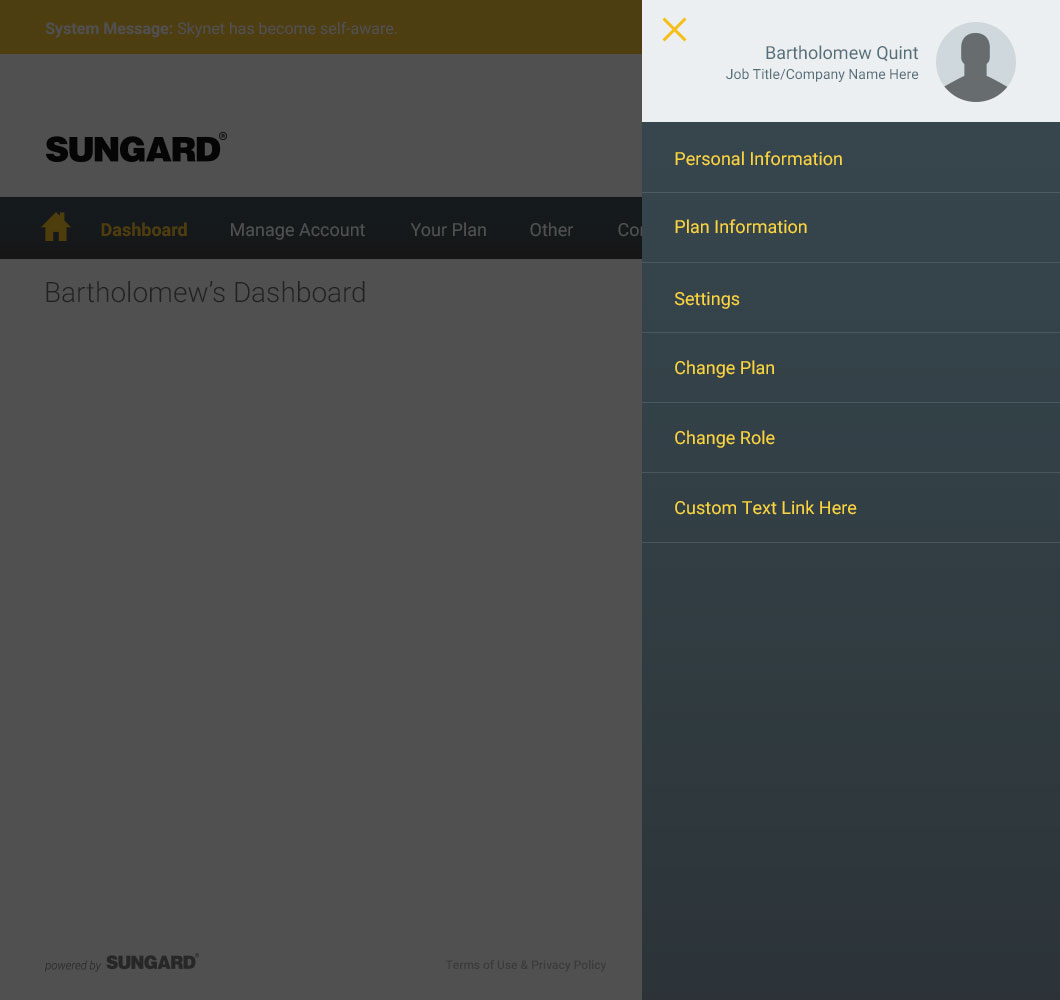 System Message: Skynet has become self-aware.
SUNGARD®
Dashboard Manage Account Your Plan Other
Bartholomew's Dashboard
powered by SUNGARD®
Terms of Use & Privacy Policy
Bartholomew Quint
Job Title/Company Name Here
Personal Information
Plan Information
Settings
Change Plan
Change Role
Custom Text Link Here